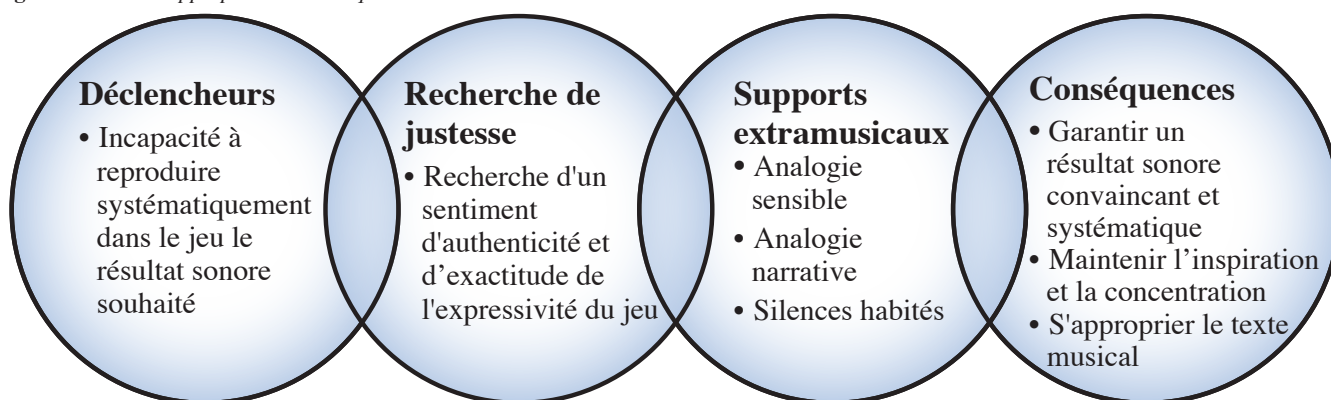 Déclencheurs
• Incapacité à
reproduire
systématiquement
dans le jeu le
résultat sonore
souhaité
Recherche de
justesse
• Recherche d'un
sentiment
d'authenticité et
d’exactitude de
l'expressivité du jeu
Supports
extramusicaux
• Analogie
sensible
• Analogie
narrative
• Silences habités
Conséquences
• Garantir un
résultat sonore
convaincant et
systématique
• Maintenir l’inspiration
et la concentration
• S'approprier le texte
musical